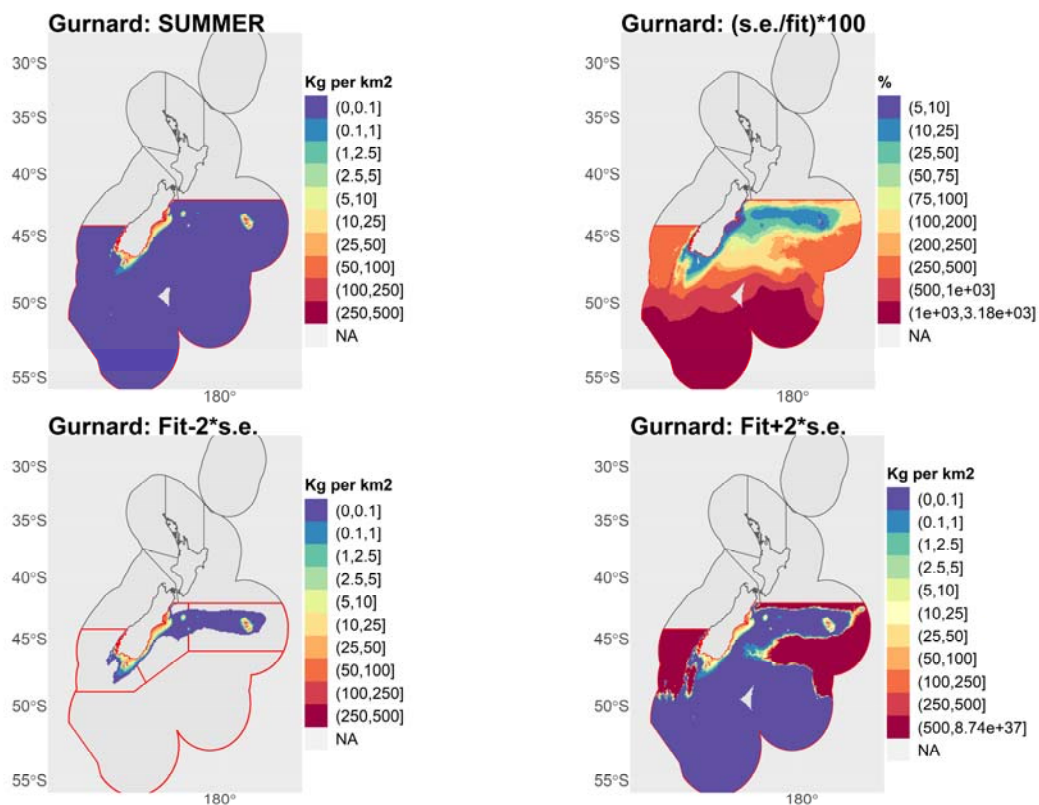 Gurnard: SUMMER
30°S
35°S
40°S
45°S
50°S
55°S
180°
Kg per km2
(0,0.1]
(0.1,1]
(1,2.5]
(2.5,5]
(5,10]
(10,25]
(25,50]
(50,100]
(100,250]
(250,500]
NA
Gurnard: (s.e./fit)*100
30°S
35°S
40°S
45°S
50°S
55°S
180°
%
(5,10]
(10,25]
(25,50]
(50,75]
(75,100]
(100,200]
(200,250]
(250,500]
(500,1e+03]
(1e+03,3.18e+03]
NA
Gurnard: Fit-2*s.e.
30°S
35°S
40°S
45°S
50°S
55°S
180°
Kg per km2
(0,0.1]
(0.1,1]
(1,2.5]
(2.5,5]
(5,10]
(10,25]
(25,50]
(50,100]
(100,250]
(250,500]
NA
Gurnard: Fit+2*s.e.
30°S
35°S
40°S
45°S
50°S
55°S
180°
Kg per km2
(0,0.1]
(0.1,1]
(1,2.5]
(2.5,5]
(5,10]
(10,25]
(25,50]
(50,100]
(100,250]
(250,500]
(500,8.74e+37]
NA